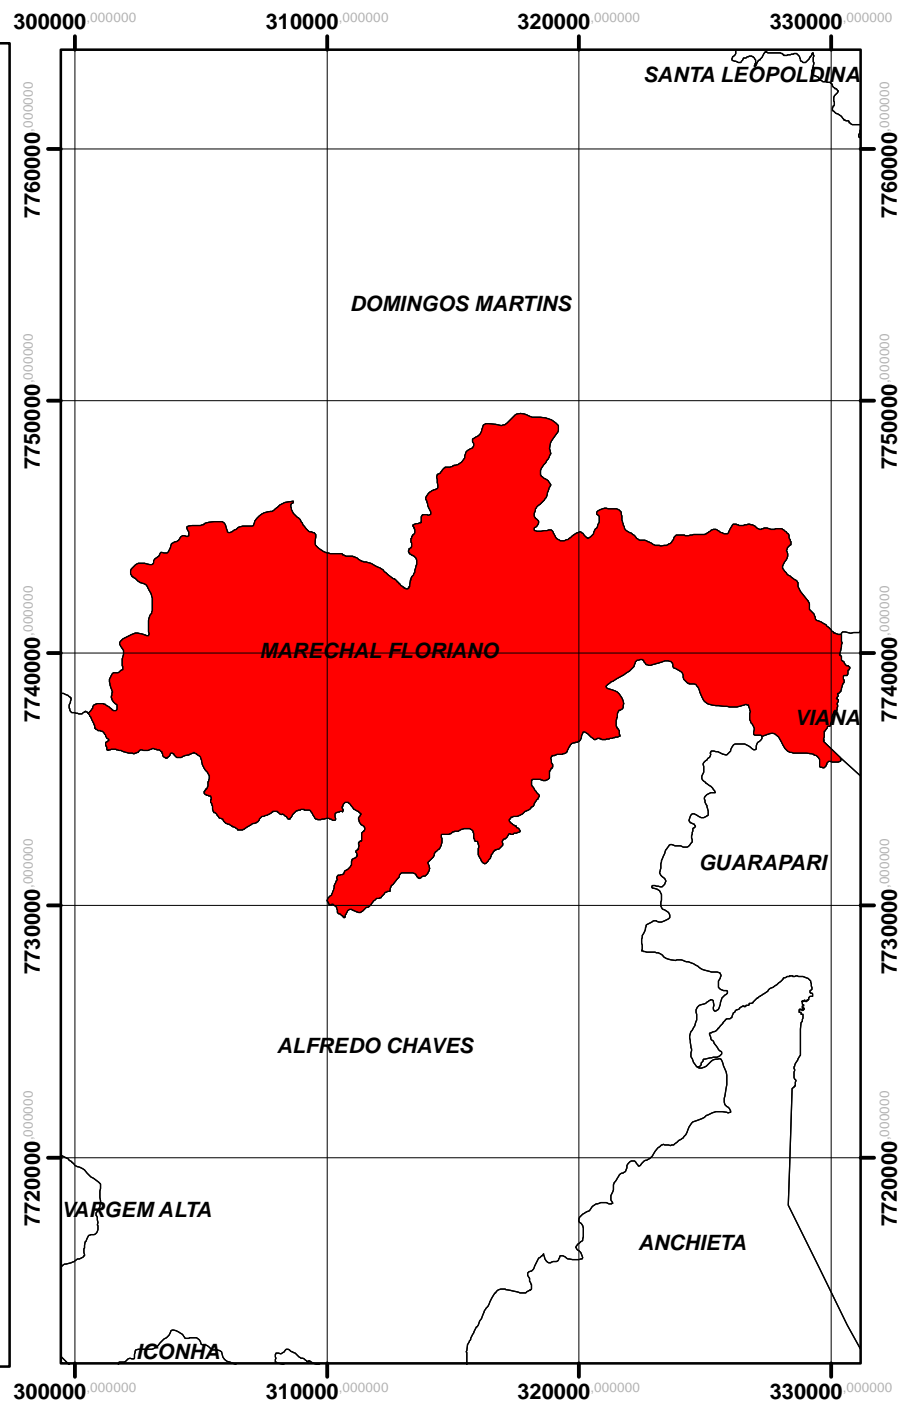 300000,000000 310000,000000 320000,000000 330000,000000
SANTA LEOPOLDINA
7760000,000000 7760000,000000
DOMINGOS MARTINS
7750000,000000 7750000,000000
MARECHAL FLORIANO
7740000,000000 7740000,000000
VIANA
GUARAPARI
7730000,000000 7730000,000000
ALFREDO CHAVES
7720000,000000 7720000,000000
VARGEM ALTA
ANCHIETA
ICONHA
300000,000000 310000,000000 320000,000000 330000,000000